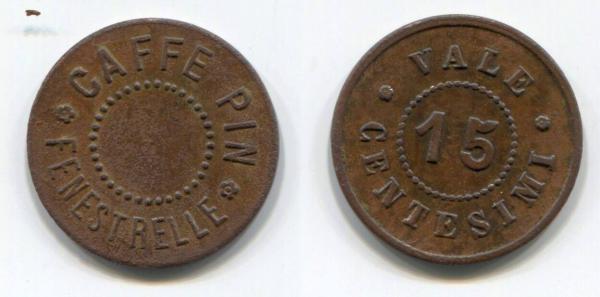 CAFFE PIN
FENESTRELLE
VALE
15
CENTESIMI